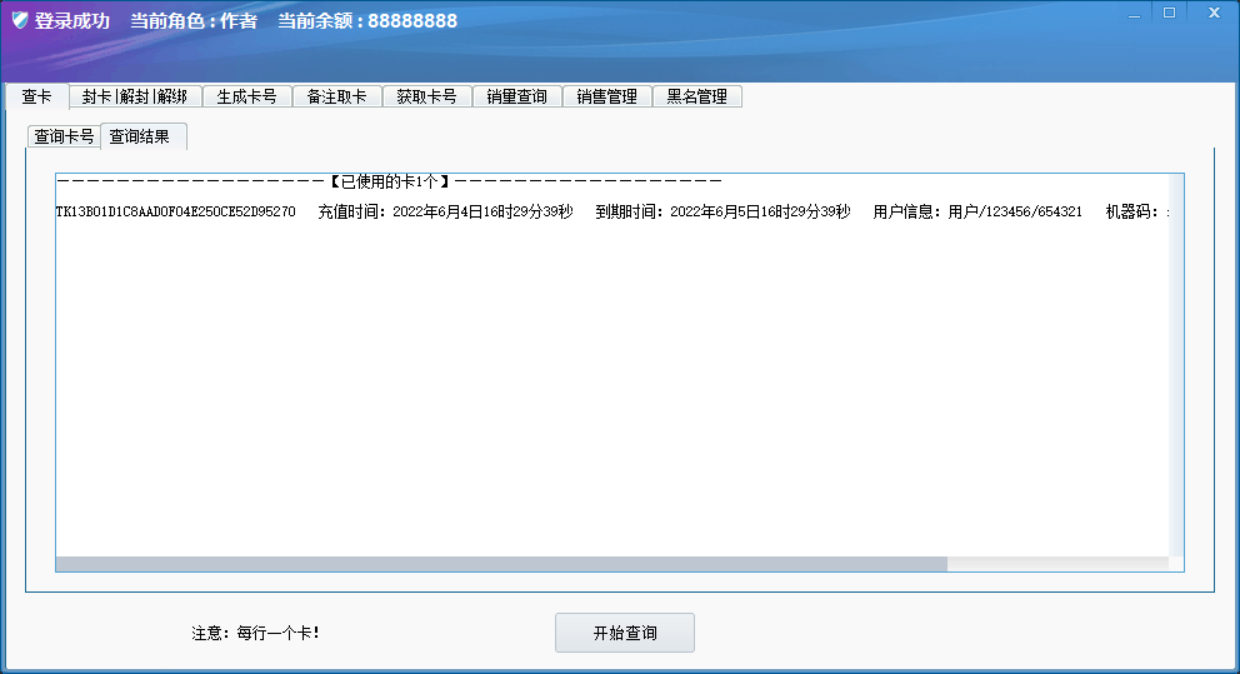 登录成功 当前角色：作者 当前余额：88888888
查卡 封卡|解封|解绑 生成卡号 备注取卡 获取卡号 销量查询 销售管理 黑名管理
查询卡号 查询结果
------------------【已使用的卡1个】------------------
TK13B01D1C8AAD0F04E250CE52D95270 充值时间：2022年6月4日16时29分39秒 到期时间：2022年6月5日16时29分39秒 用户信息：用户/123456/654321 机器码：
注意：每行一个卡！
开始查询